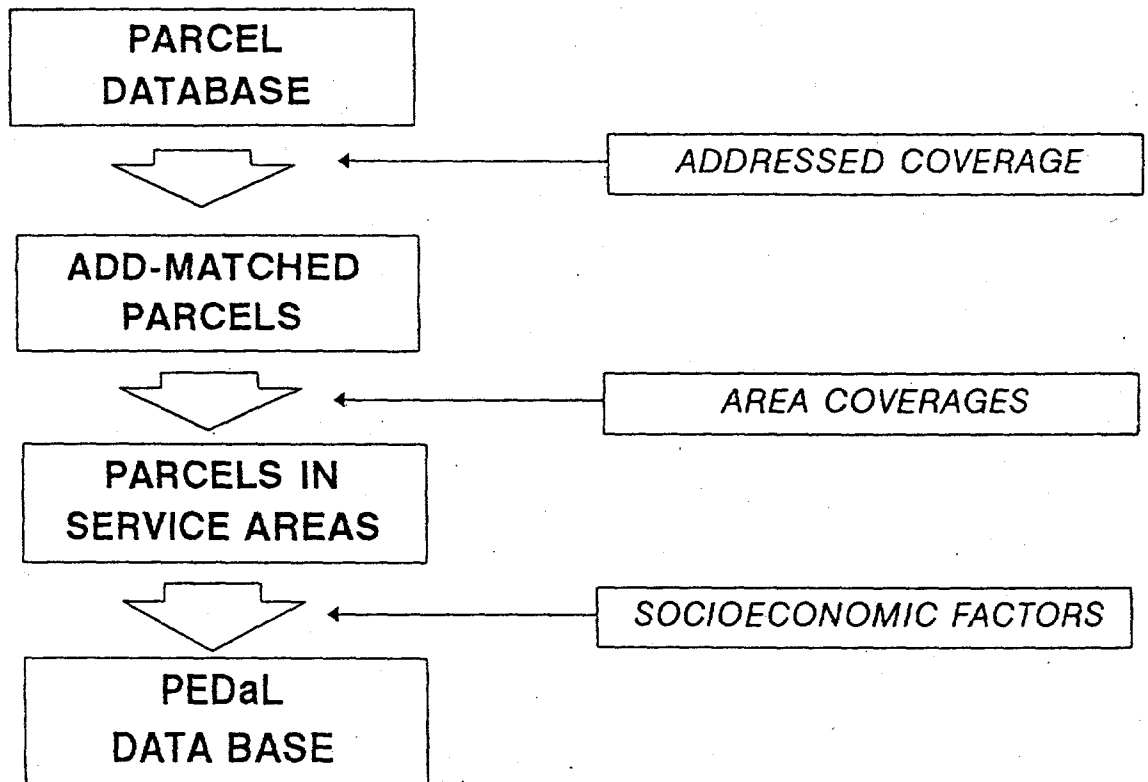 PARCEL
DATABASE
ADDRESSED COVERAGE
ADD-MATCHED
PARCELS
AREA COVERAGES
PARCELS IN
SERVICE AREAS
SOCIOECONOMIC FACTORS
PEDaL
DATA BASE